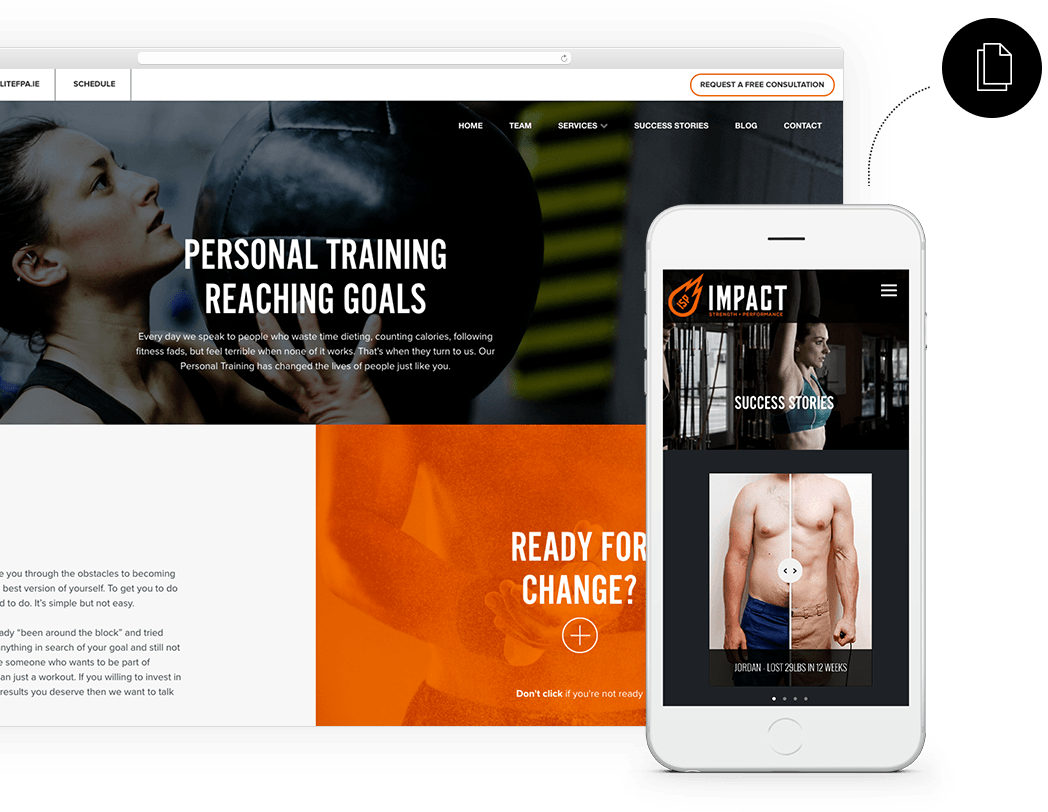 LITEFPA.IE
SCHEDULE
REQUEST A FREE CONSULTATION
HOME
TEAM
SERVICES
SUCCESS STORIES
BLOG
CONTACT
PERSONAL TRAINING
REACHING GOALS
Every day we speak to people who waste time dieting, counting calories, following
fitness fads, but feel terrible when none of it works. That's when they turn to us. Our
Personal Training has changed the lives of people just like you.
e you through the obstacles to becoming
best version of yourself. To get you to do
d to do. It's simple but not easy.
ady “been around the block” and tried
nything in search of your goal and still not
e someone who wants to be part of
an just a workout. If you willing to invest in
results you deserve then we want to talk
READY FOR
CHANGE?
Don't click if you're not ready
ISP
IMPACT
STRENGTH + PERFORMANCE
SUCCESS STORIES
JORDAN - LOST 29LBS IN 12 WEEKS